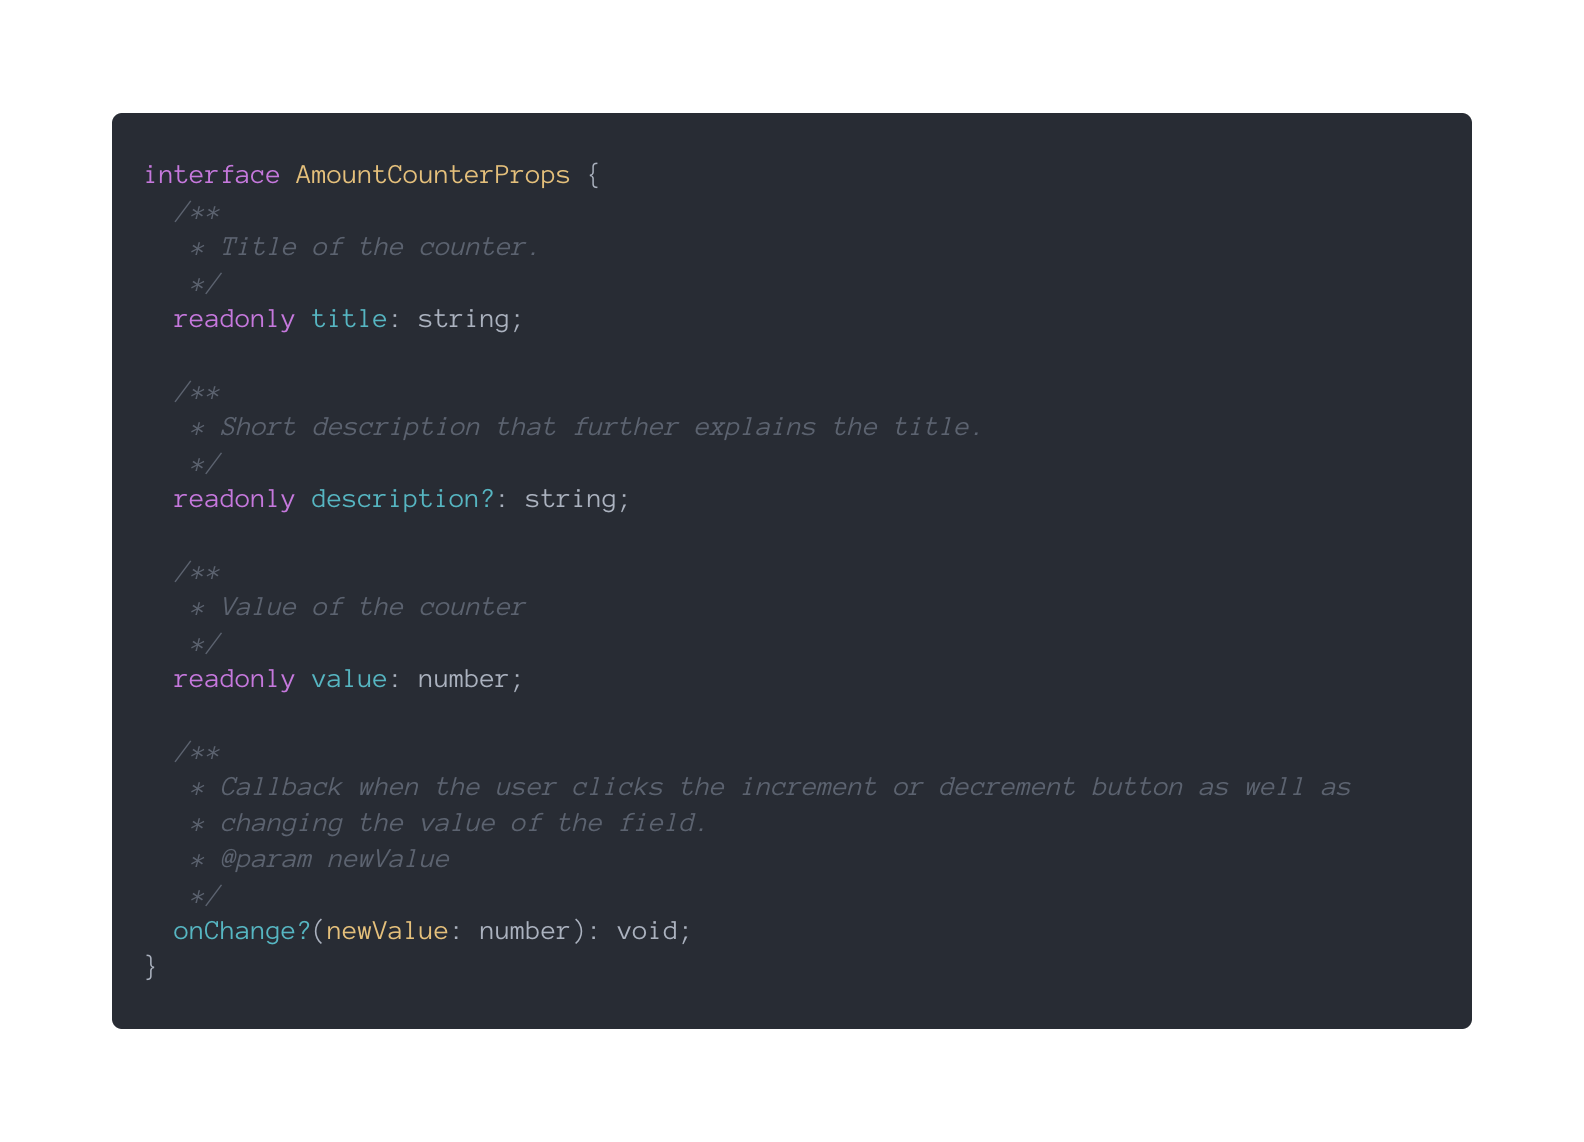 interface AmountCounterProps {
  /**
   * Title of the counter.
   */
  readonly title: string;

  /**
   * Short description that further explains the title.
   */
  readonly description?: string;

  /**
   * Value of the counter
   */
  readonly value: number;

  /**
   * Callback when the user clicks the increment or decrement button as well as
   * changing the value of the field.
   * @param newValue
   */
  onChange?(newValue: number): void;
}